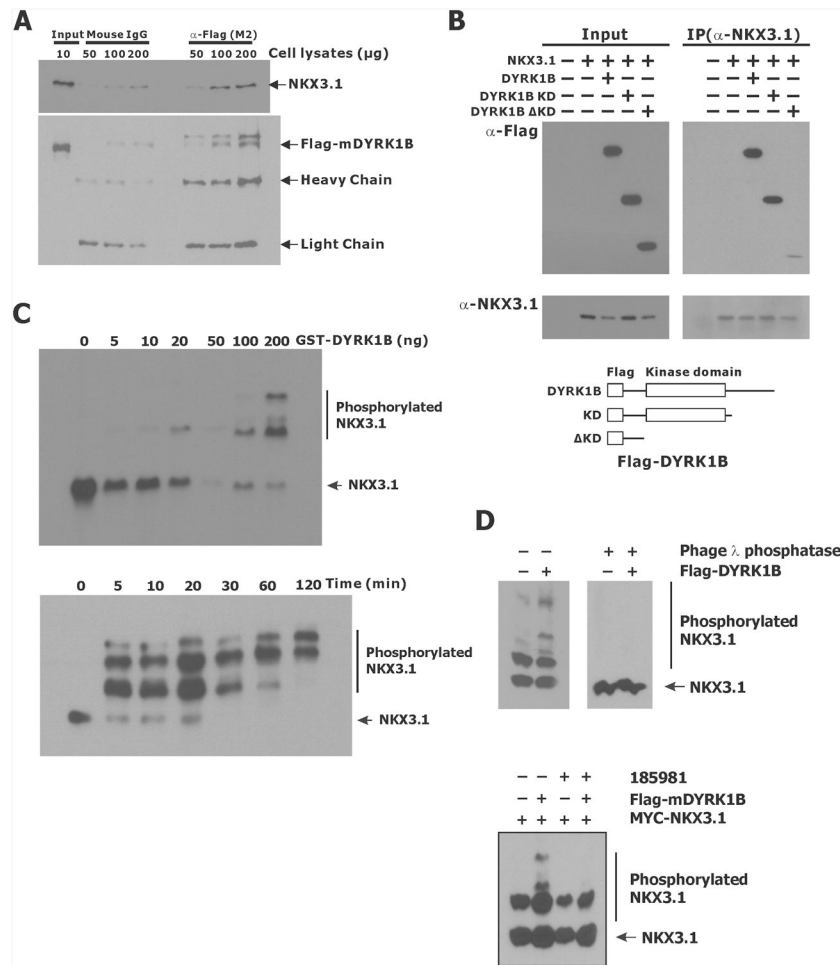 A
Input Mouse IgG α-Flag (M2)
10 50 100 200 50 100 200 Cell lysates (μg)
NKX3.1
Flag-mDYRK1B
Heavy Chain
Light Chain
B
Input IP(α-NKX3.1)
NKX3.1 − + + + + − + + + +
DYRK1B + +
DYRK1B KD + +
DYRK1B ΔKD + +
α-Flag
α-NKX3.1
Flag Kinase domain
DYRK1B
KD
ΔKD
Flag-DYRK1B
C
0 5 10 20 50 100 200 GST-DYRK1B (ng)
Phosphorylated
NKX3.1
NKX3.1
0 5 10 20 30 60 120 Time (min)
Phosphorylated
NKX3.1
NKX3.1
D
− − + + Phage λ phosphatase
− + − + Flag-DYRK1B
Phosphorylated
NKX3.1
NKX3.1
− − + + 185981
− + − + Flag-mDYRK1B
+ + + + MYC-NKX3.1
Phosphorylated
NKX3.1
NKX3.1